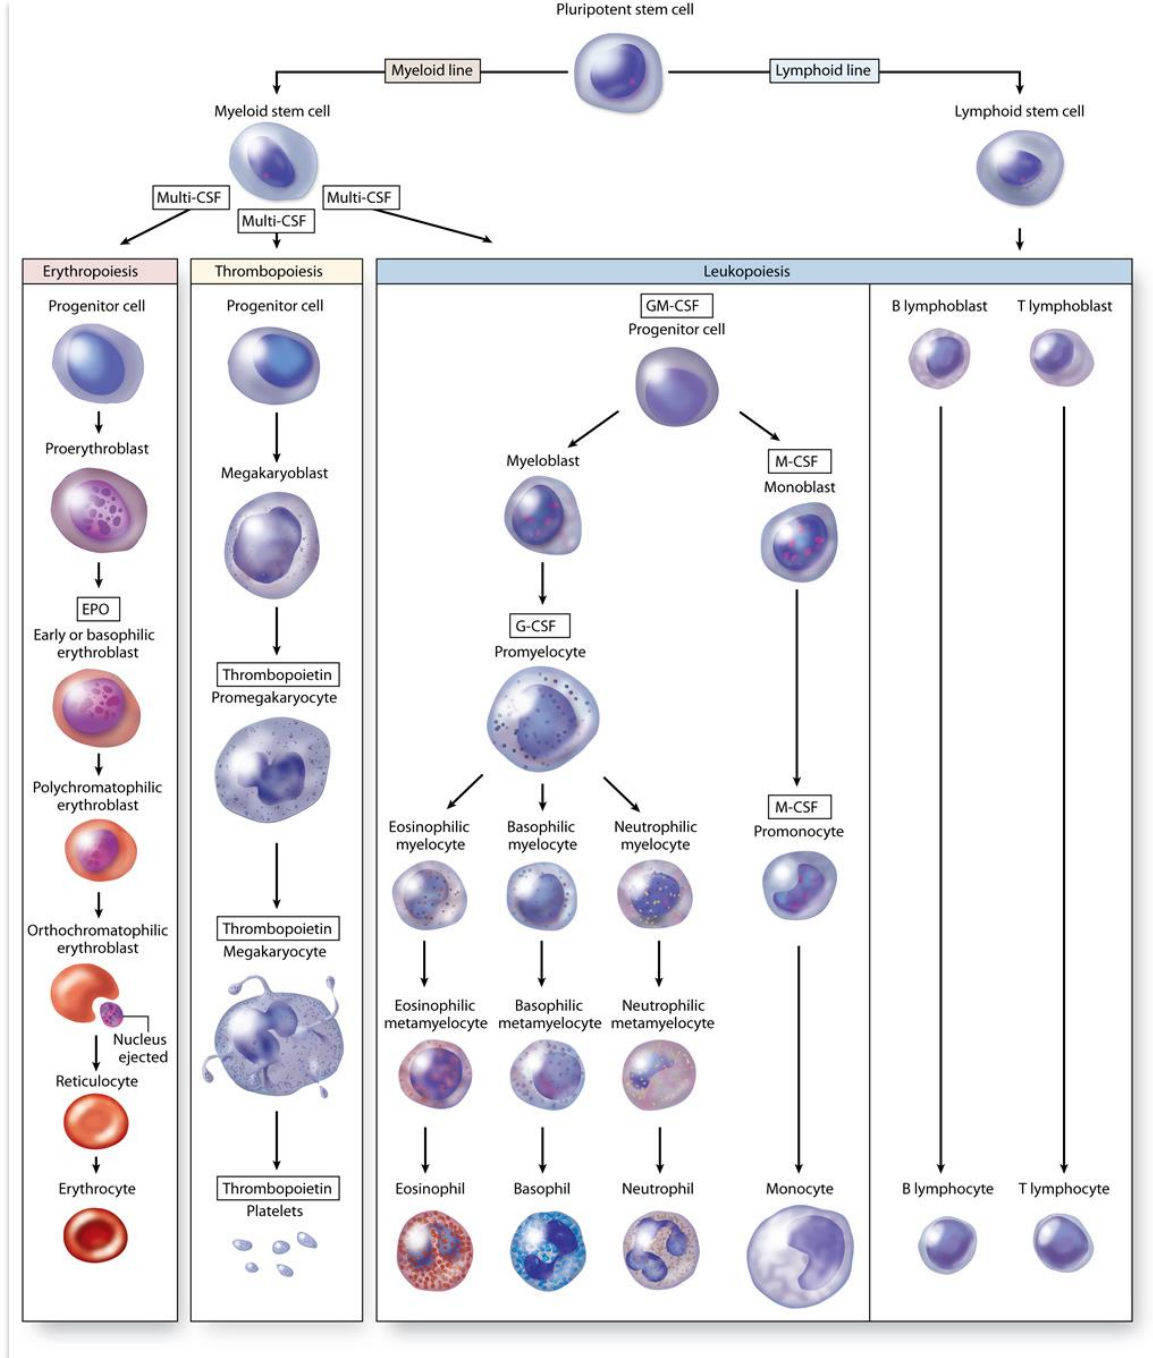 Pluripotent stem cell
Myeloid line
Lymphoid line
Myeloid stem cell
Lymphoid stem cell
Multi-CSF
Multi-CSF
Multi-CSF
Erythropoiesis
Progenitor cell
Proerythroblast
EPO
Early or basophilic
erythroblast
Polychromatophilic
erythroblast
Orthochromatophilic
erythroblast
Nucleus
ejected
Reticulocyte
Erythrocyte
Thrombopoiesis
Progenitor cell
Megakaryoblast
Thrombopoietin
Promegakaryocyte
Thrombopoietin
Megakaryocyte
Thrombopoietin
Platelets
Leukopoiesis
GM-CSF
Progenitor cell
Myeloblast
G-CSF
Promyelocyte
Eosinophilic
myelocyte
Basophilic
myelocyte
Neutrophilic
myelocyte
Eosinophilic
metamyelocyte
Basophilic
metamyelocyte
Neutrophilic
metamyelocyte
Eosinophil
Basophil
Neutrophil
M-CSF
Monoblast
M-CSF
Promonocyte
Monocyte
B lymphoblast
T lymphoblast
B lymphocyte
T lymphocyte